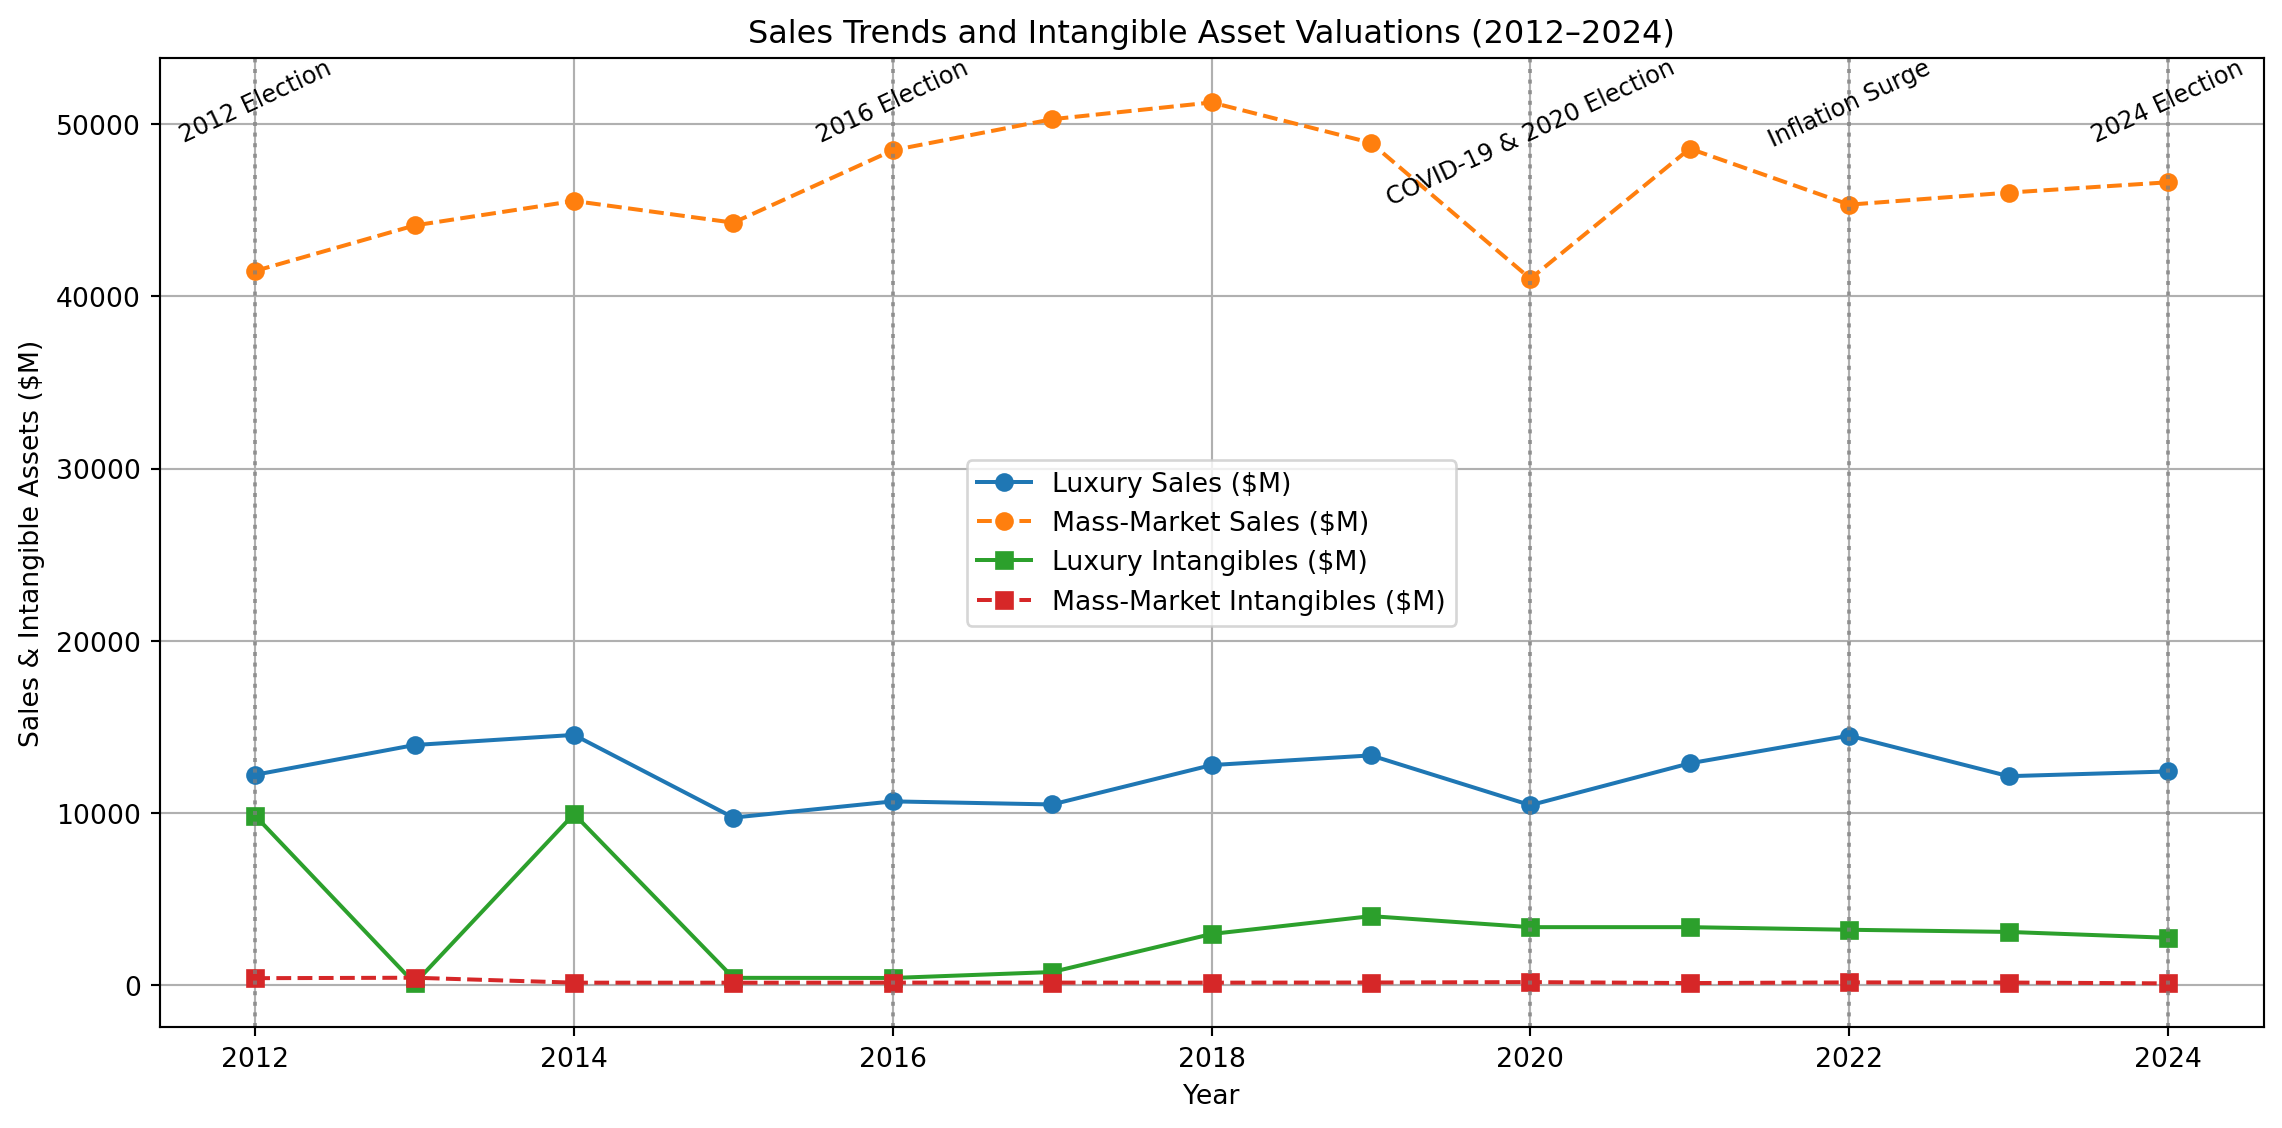 Sales Trends and Intangible Asset Valuations (2012–2024)
2012 Election
2016 Election
COVID-19 & 2020 Election
Inflation Surge
2024 Election
Sales & Intangible Assets ($M)
50000
40000
30000
20000
10000
0
Luxury Sales ($M)
Mass-Market Sales ($M)
Luxury Intangibles ($M)
Mass-Market Intangibles ($M)
2012 2014 2016 2018 2020 2022 2024
Year